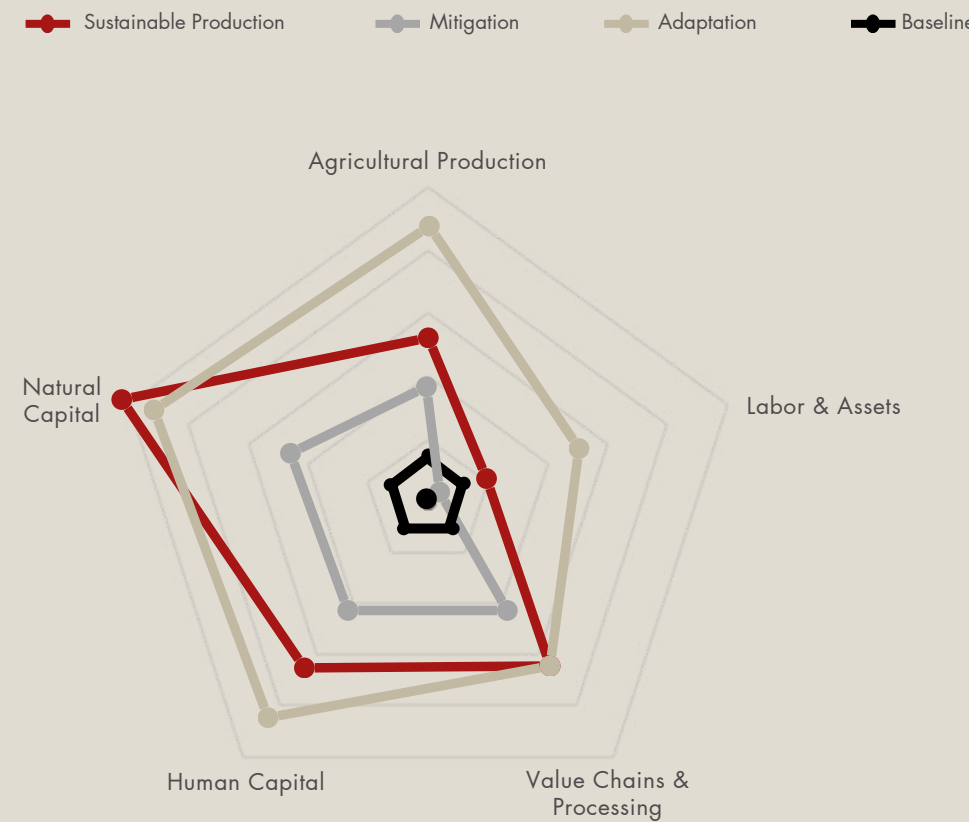 Sustainable Production
Mitigation
Adaptation
Baseline
Agricultural Production
Natural
Capital
Labor & Assets
Human Capital
Value Chains &
Processing